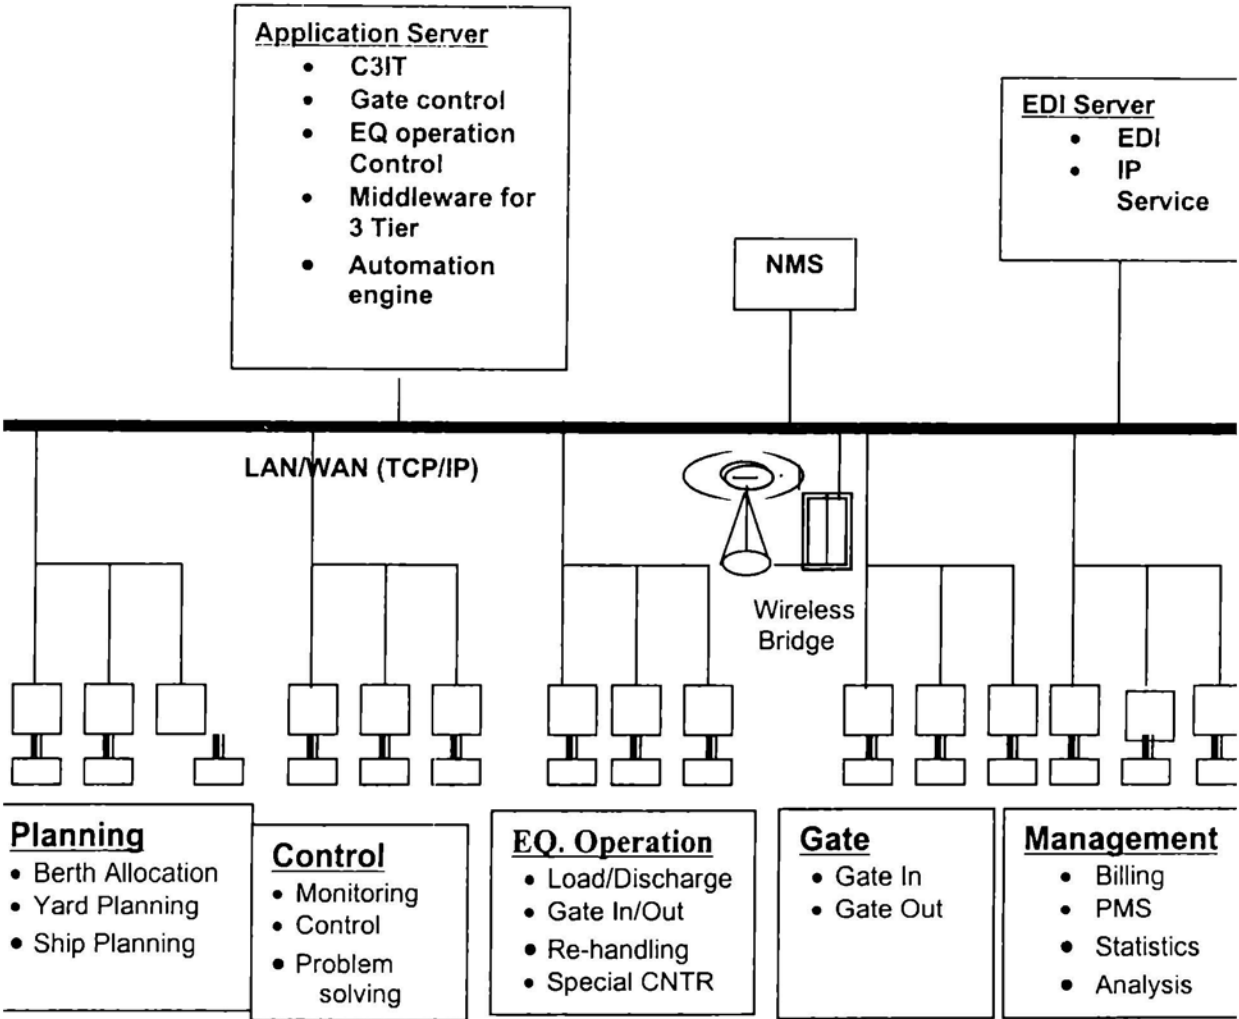 Application Server
• C3IT
• Gate control
• EQ operation
Control
• Middleware for
3 Tier
• Automation
engine
EDI Server
• EDI
• IP
Service
NMS
LAN/WAN (TCP/IP)
Wireless
Bridge
Planning
• Berth Allocation
• Yard Planning
• Ship Planning
Control
• Monitoring
• Control
• Problem
solving
EQ. Operation
• Load/Discharge
• Gate In/Out
• Re-handling
• Special CNTR
Gate
• Gate In
• Gate Out
Management
• Billing
• PMS
• Statistics
• Analysis